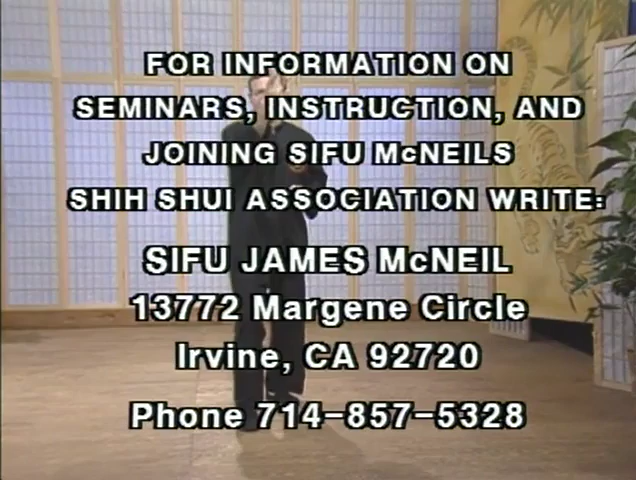 FOR INFORMATION ON
SEMINARS, INSTRUCTION, AND
JOINING SIFU McNEILS
SHIH SHUI ASSOCIATION WRITE:
SIFU JAMES McNEIL
13772 Margene Circle
Irvine, CA 92720
Phone 714-857-5328